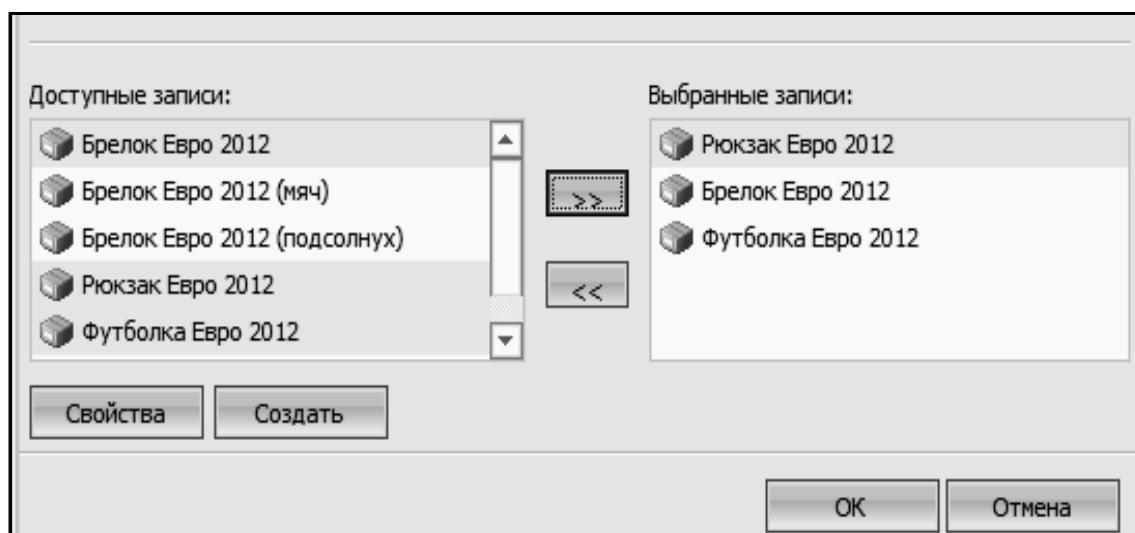 Доступные записи:
Брелок Евро 2012
Брелок Евро 2012 (мяч)
Брелок Евро 2012 (подсолнух)
Рюкзак Евро 2012
Футболка Евро 2012
>>
<<
Выбранные записи:
Рюкзак Евро 2012
Брелок Евро 2012
Футболка Евро 2012
Свойства
Создать
ОК
Отмена